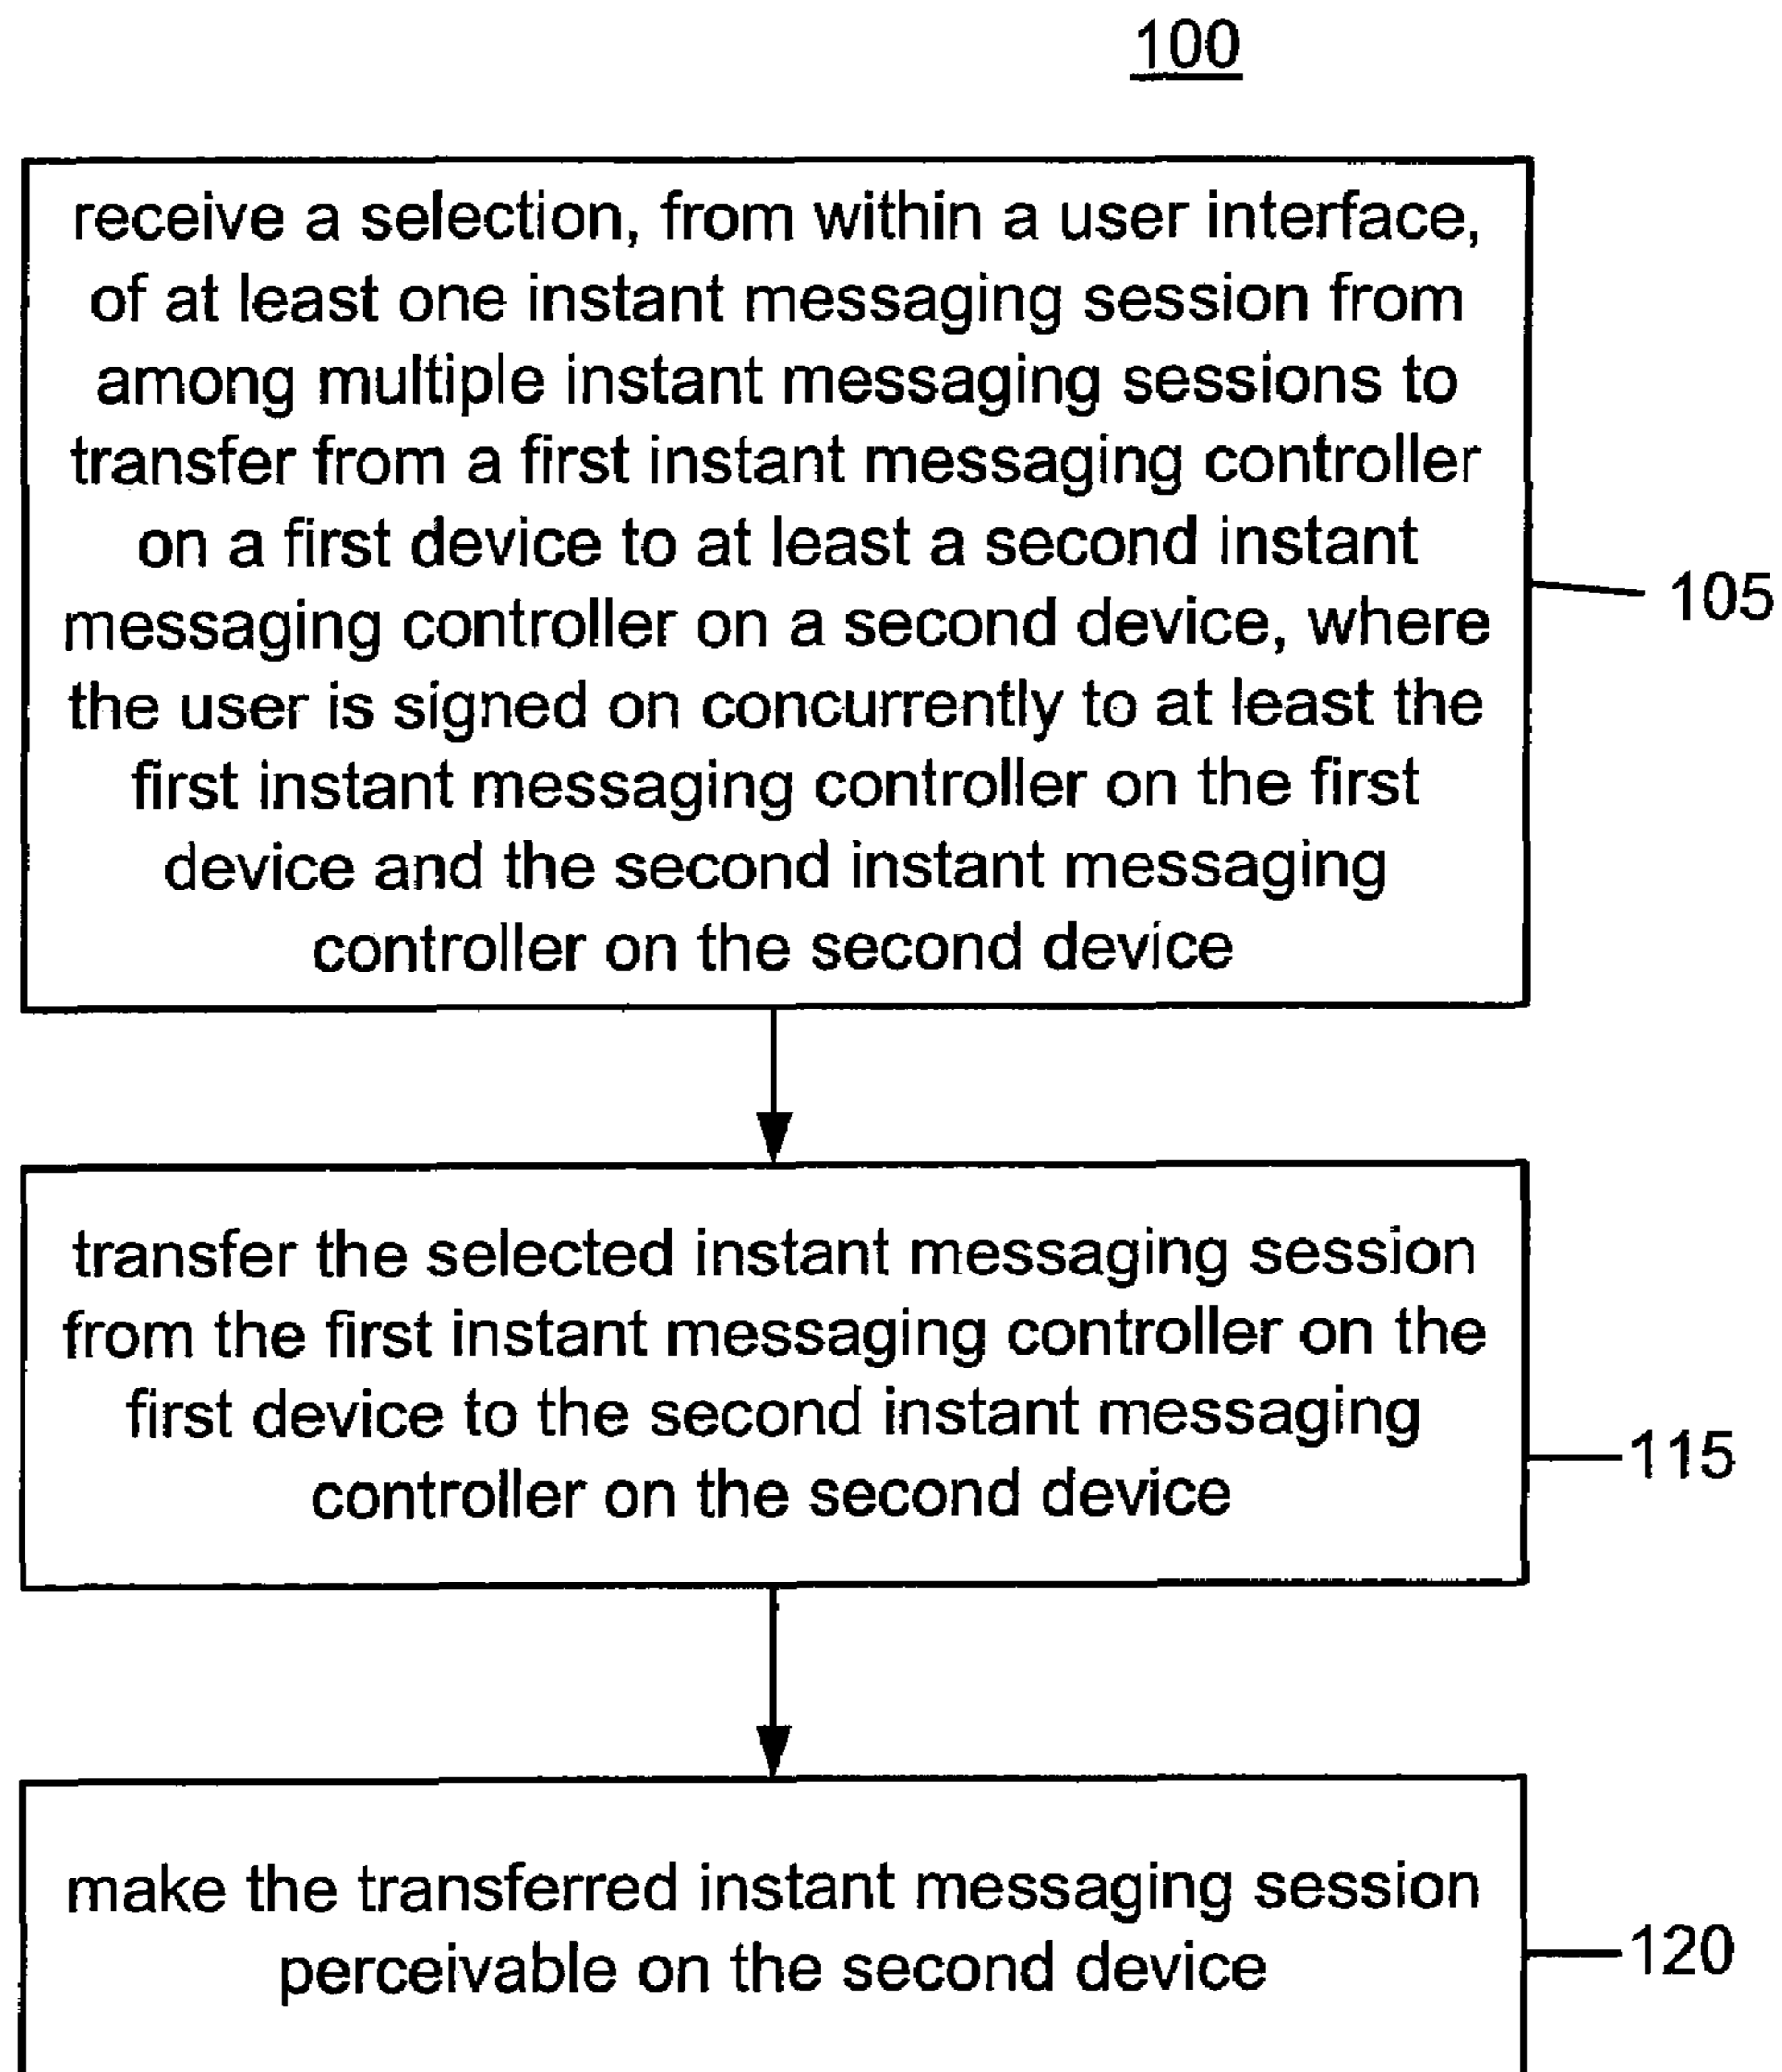 100
receive a selection, from within a user interface,
of at least one instant messaging session from
among multiple instant messaging sessions to
transfer from a first instant messaging controller
on a first device to at least a second instant
messaging controller on a second device, where
the user is signed on concurrently to at least the
first instant messaging controller on the first
device and the second instant messaging
controller on the second device
105
transfer the selected instant messaging session
from the first instant messaging controller on the
first device to the second instant messaging
controller on the second device
115
make the transferred instant messaging session
perceivable on the second device
120